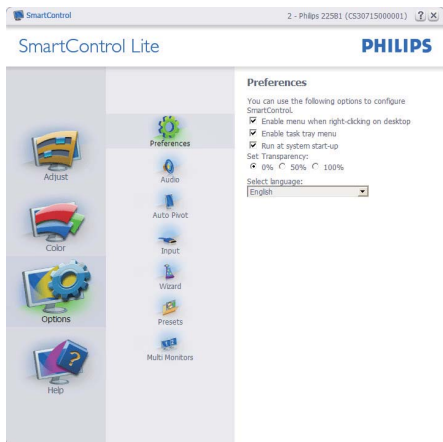 SmartControl
2 - Philips 225B1 (CS30715000001)
SmartControl Lite
PHILIPS
Adjust
Color
Options
Help
Preferences
Audio
Auto Pivot
Input
Wizard
Presets
Multi Monitors
Preferences
You can use the following options to configure
SmartControl.
Enable menu when right-clicking on desktop
Enable task tray menu
Run at system start-up
Set Transparency:
0% 50% 100%
Select language:
English